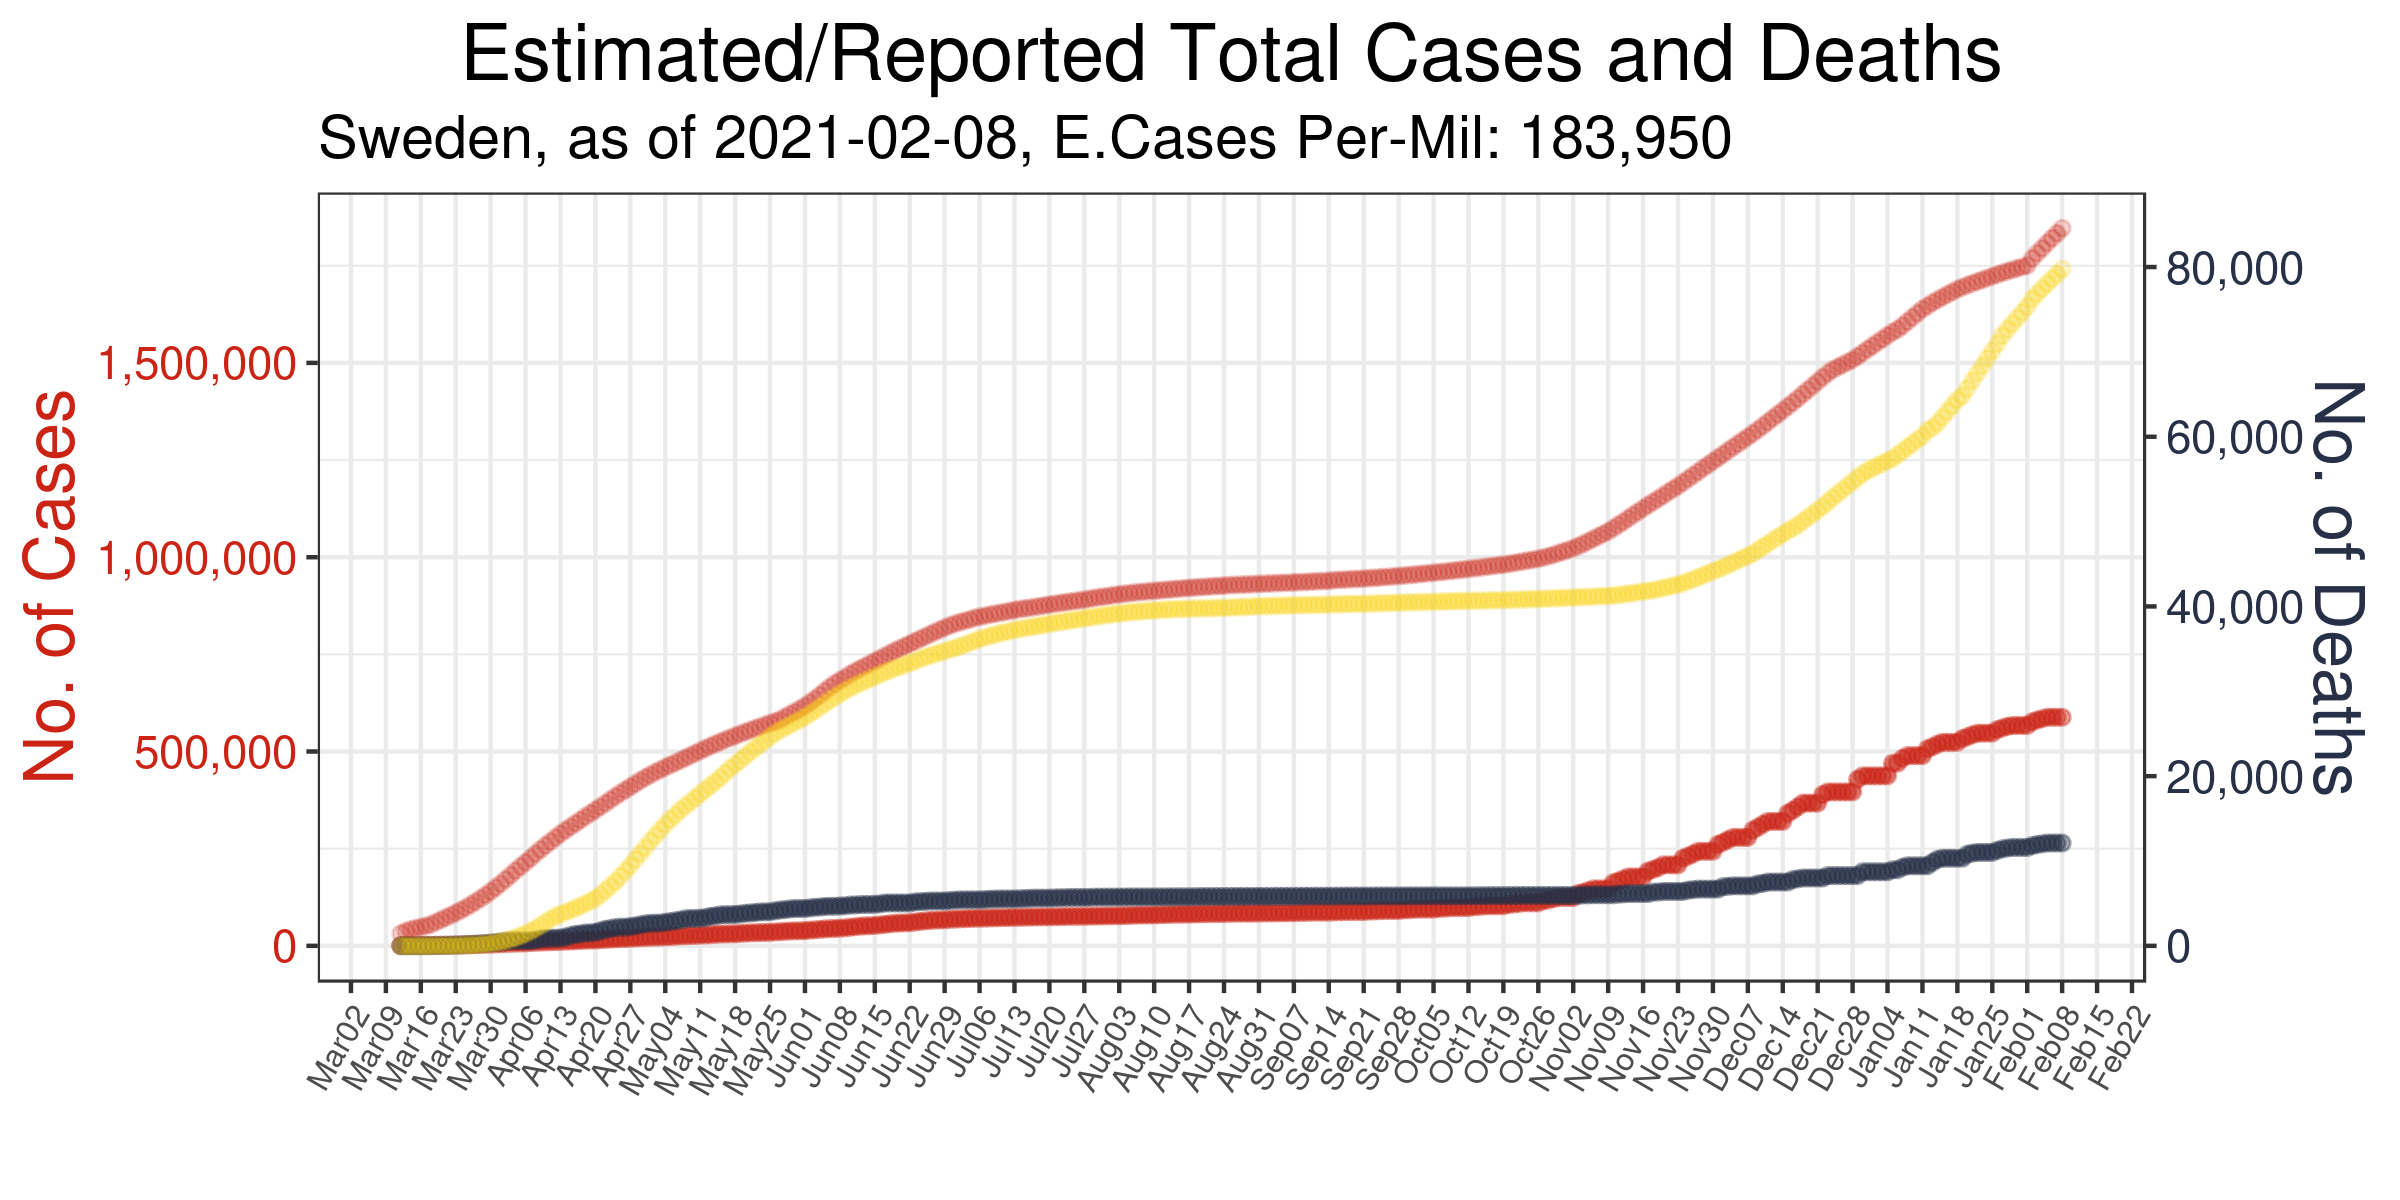 Estimated/Reported Total Cases and Deaths
Sweden, as of 2021-02-08, E.Cases Per-Mil: 183,950
No. of Cases
1,500,000
1,000,000
500,000
0
80,000
60,000
40,000
20,000
0
No. of Deaths
Mar02
Mar09
Mar16
Mar23
Mar30
Apr06
Apr13
Apr20
Apr27
May04
May11
May18
May25
Jun01
Jun08
Jun15
Jun22
Jun29
Jul06
Jul13
Jul20
Jul27
Aug03
Aug10
Aug17
Aug24
Aug31
Sep07
Sep14
Sep21
Sep28
Oct05
Oct12
Oct19
Oct26
Nov02
Nov09
Nov16
Nov23
Nov30
Dec07
Dec14
Dec21
Dec28
Jan04
Jan11
Jan18
Jan25
Feb01
Feb08
Feb15
Feb22